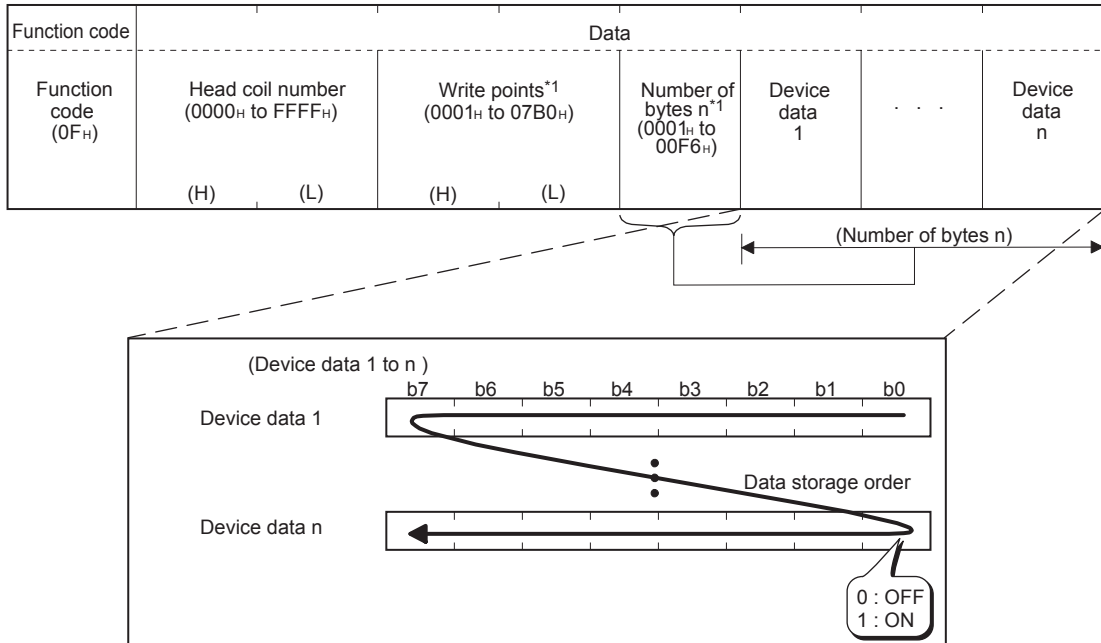 Function code
Data
Function
code
(0FH)
Head coil number
(0000H to FFFFH)
(H)
(L)
Write points*1
(0001H to 07B0H)
(H)
(L)
Number of
bytes n*1
(0001H to
00F6H)
Device
data
1
. . .
Device
data
n
(Number of bytes n)
(Device data 1 to n )
b7 b6 b5 b4 b3 b2 b1 b0
Device data 1
Data storage order
Device data n
0 : OFF
1 : ON